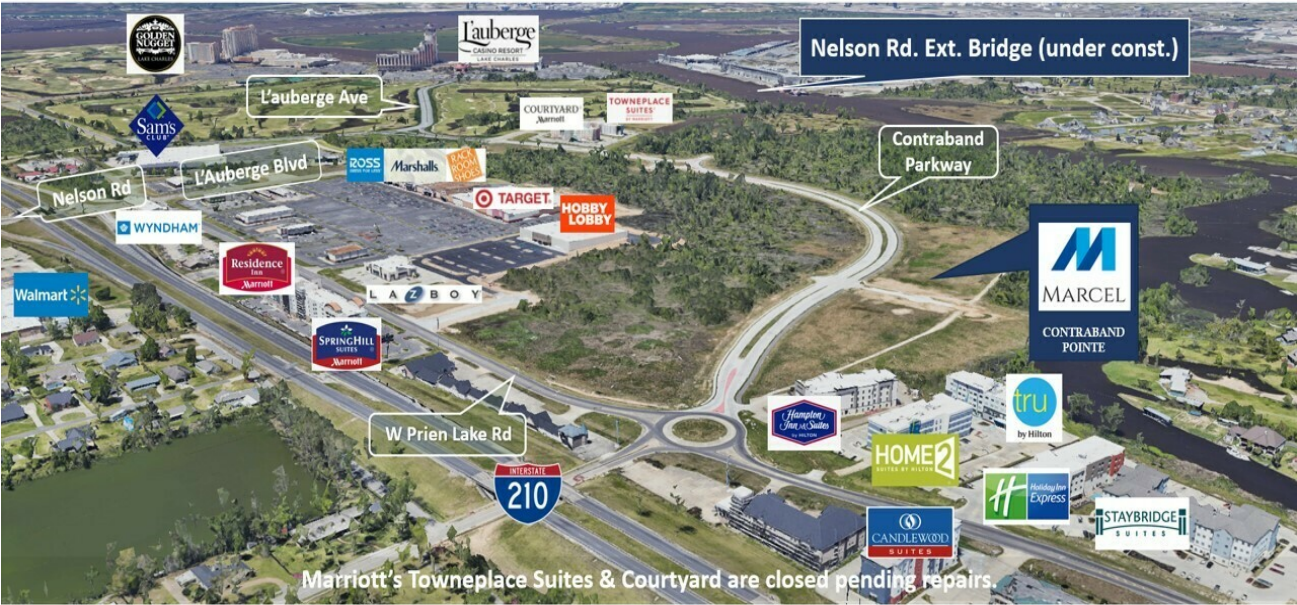 GOLDEN
NUGGET
LAKE CHARLES
L'auberge
CASINO RESORT
LAKE CHARLES
Nelson Rd. Ext. Bridge (under const.)
L'auberge Ave
COURTYARD
Marriott
TOWNEPLACE
SUITES
BY MARRIOTT
Sam's
CLUB
Contraband
Parkway
ROSS
DRESS FOR LESS
Marshalls
RACK
ROOM
SHOES
L'Auberge Blvd
Nelson Rd
TARGET
HOBBY
LOBBY
WYNDHAM
Residence
Inn
Marriott
MARCEL
CONTRABAND
POINTE
Walmart
LA Z BOY
SPRINGHILL
SUITES
Marriott
W Prien Lake Rd
Hampton
Inn & Suites
by HILTON
tru
by Hilton
HOME2
SUITES BY HILTON
INTERSTATE
210
H
Holiday Inn
Express
STAYBRIDGE
SUITES
CANDLEWOOD
SUITES
Marriott's Towneplace Suites & Courtyard are closed pending repairs.